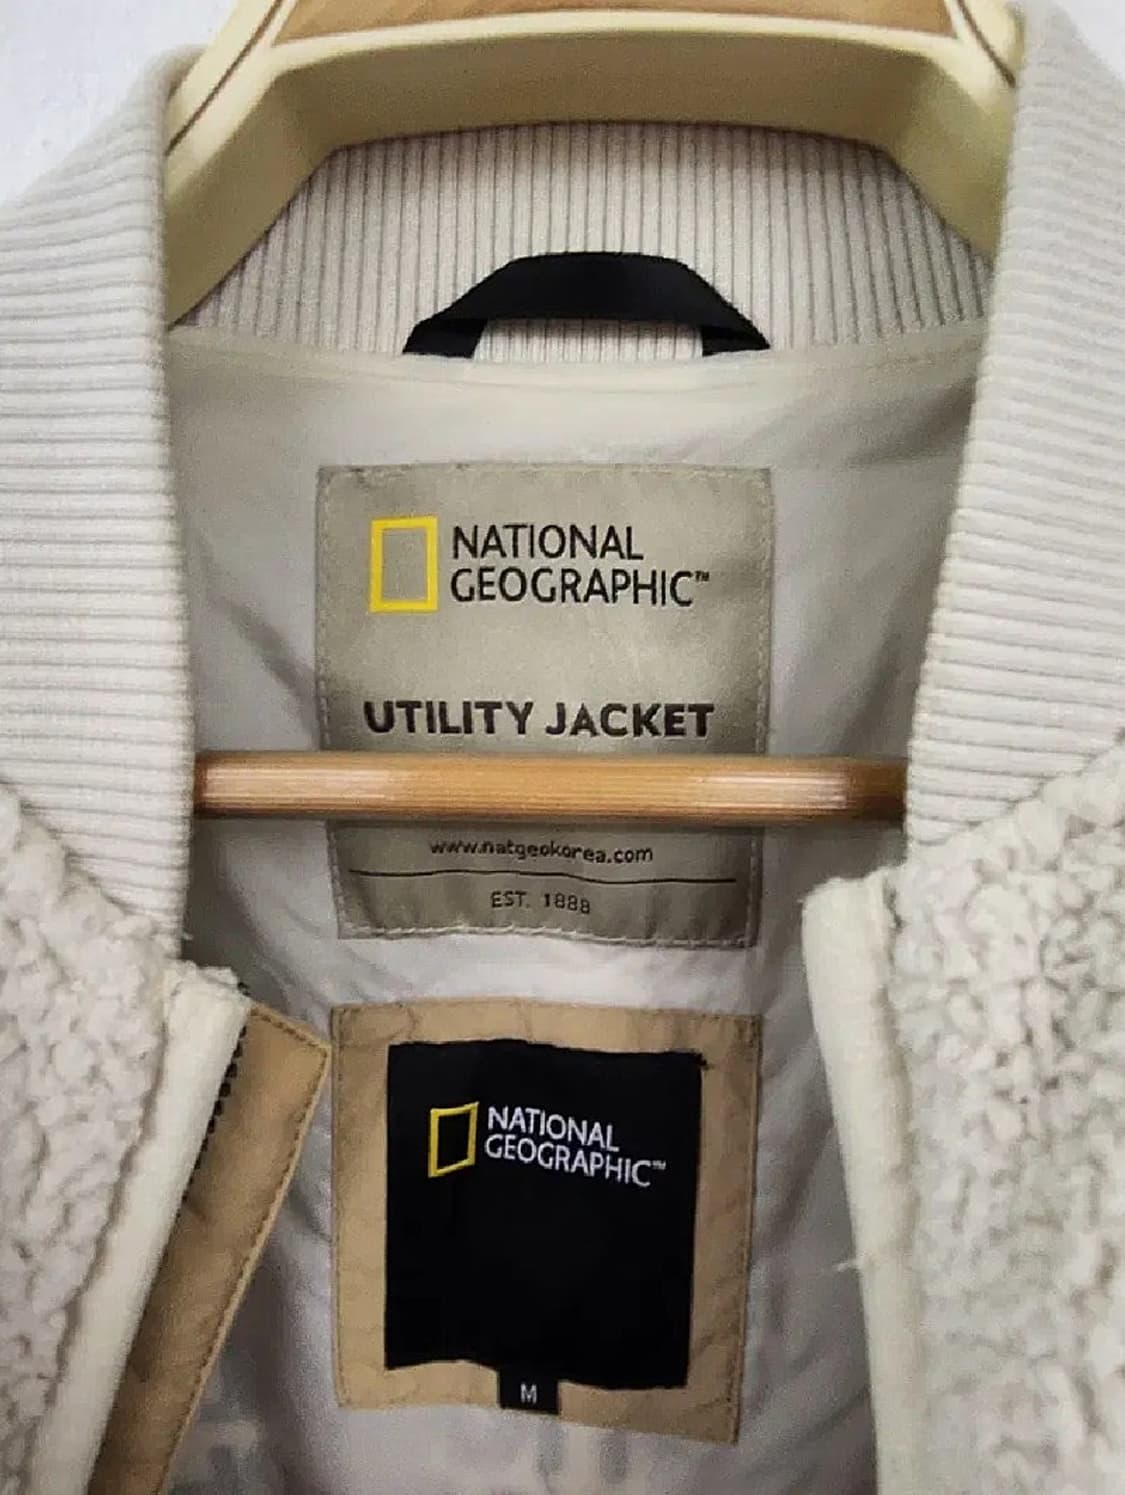 NATIONAL
GEOGRAPHIC™
UTILITY JACKET
www.natgeokorea.com
EST. 1888
NATIONAL
GEOGRAPHIC™
M